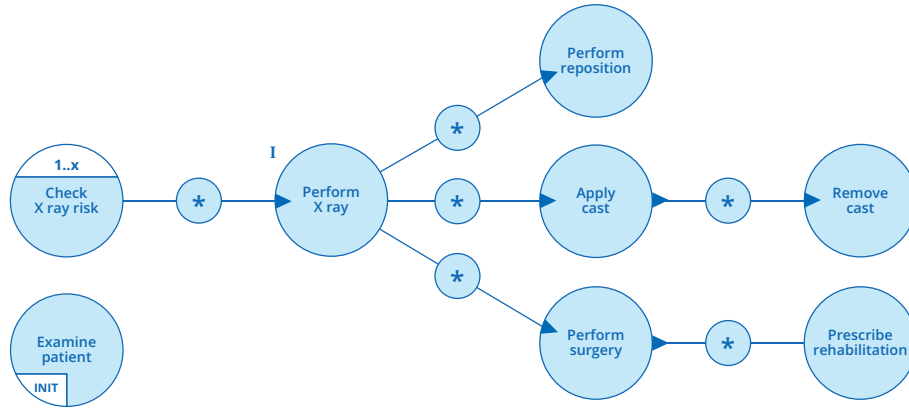 Perform
reposition
*
I
1..x
Check
X ray risk
*
Perform
X ray
*
Apply
cast
*
Remove
cast
*
Examine
patient
INIT
Perform
surgery
*
Prescribe
rehabilitation